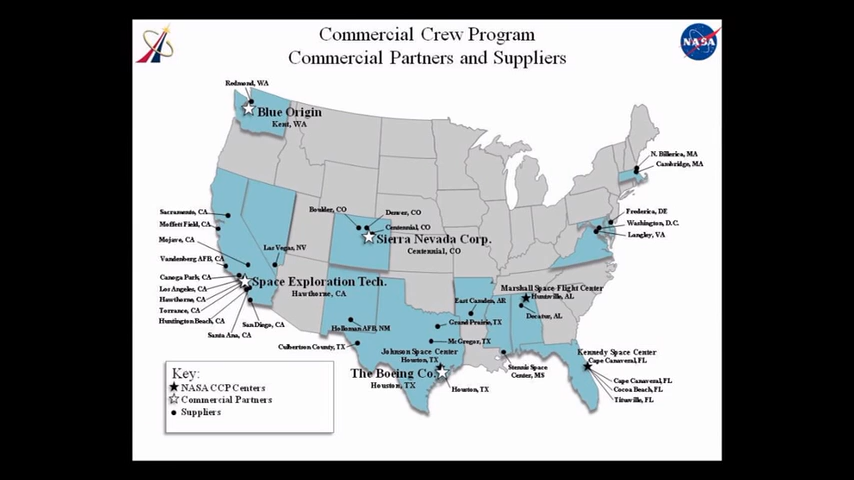 Commercial Crew Program
Commercial Partners and Suppliers
NASA
Redmond, WA
Blue Origin
Kent, WA
N. Billerica, MA
Cambridge, MA
Sacramento, CA
Moffett Field, CA
Mojave, CA
Vandenberg AFB, CA
Canoga Park, CA
Los Angeles, CA
Hawthorne, CA
Torrance, CA
Huntington Beach, CA
Santa Ana, CA
San Diego, CA
Las Vegas, NV
Space Exploration Tech.
Hawthorne, CA
Boulder, CO
Denver, CO
Centennial, CO
Sierra Nevada Corp.
Centennial, CO
Frederica, DE
Washington, D.C.
Langley, VA
Marshall Space Flight Center
Huntsville, AL
Decatur, AL
East Camden, AR
Grand Prairie, TX
McGregor, TX
Holloman AFB, NM
Culbertson County, TX
Johnson Space Center
Houston, TX
The Boeing Co.
Houston, TX
Houston, TX
Stennis Space
Center, MS
Kennedy Space Center
Cape Canaveral, FL
Cape Canaveral, FL
Cocoa Beach, FL
Titusville, FL
Key:
NASA CCP Centers
Commercial Partners
Suppliers